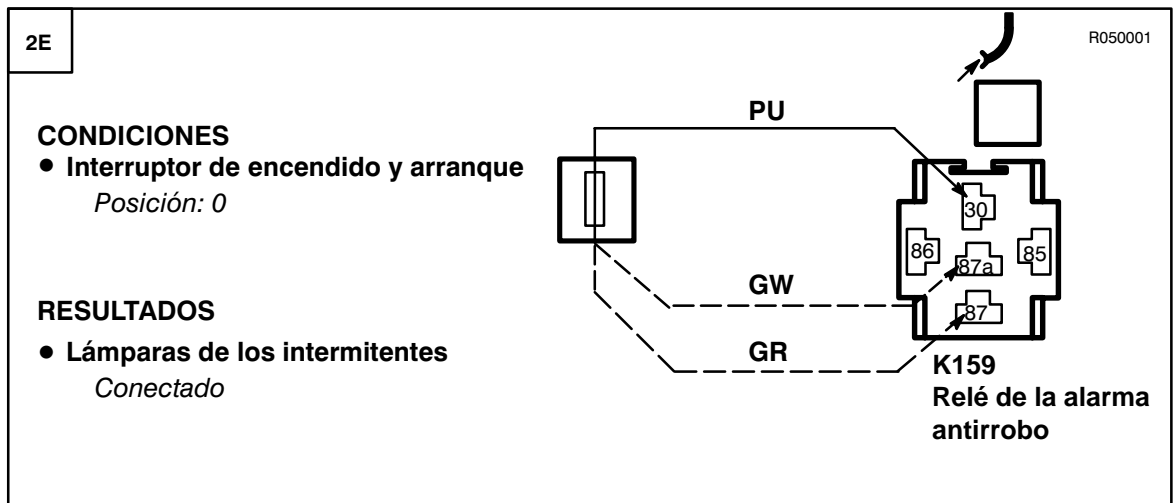 2E
R050001
CONDICIONES
● Interruptor de encendido y arranque
Posición: 0
RESULTADOS
● Lámparas de los intermitentes
Conectado
PU
GW
GR
30
86
87a
85
87
K159
Relé de la alarma
antirrobo